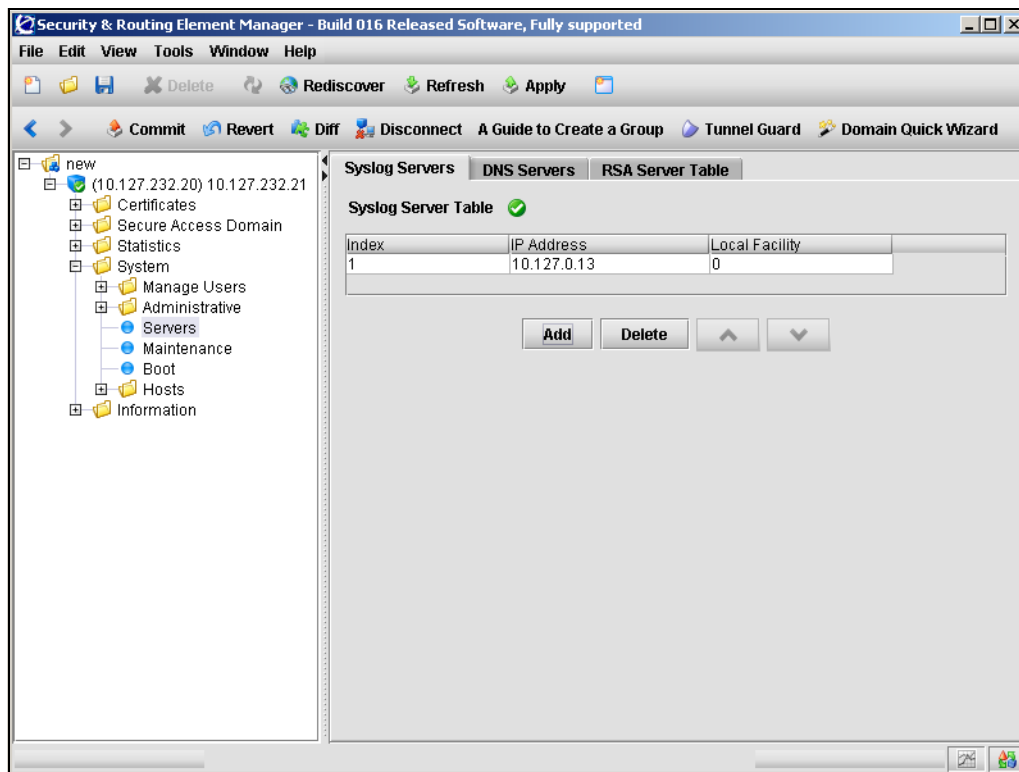 Security & Routing Element Manager - Build 016 Released Software, Fully supported
File Edit View Tools Window Help
Delete Rediscover Refresh Apply
Commit Revert Diff Disconnect A Guide to Create a Group Tunnel Guard Domain Quick Wizard
new
(10.127.232.20) 10.127.232.21
Certificates
Secure Access Domain
Statistics
System
Manage Users
Administrative
Servers
Maintenance
Boot
Hosts
Information
Syslog Servers DNS Servers RSA Server Table
Syslog Server Table
Index IP Address Local Facility
1 10.127.0.13 0
Add Delete